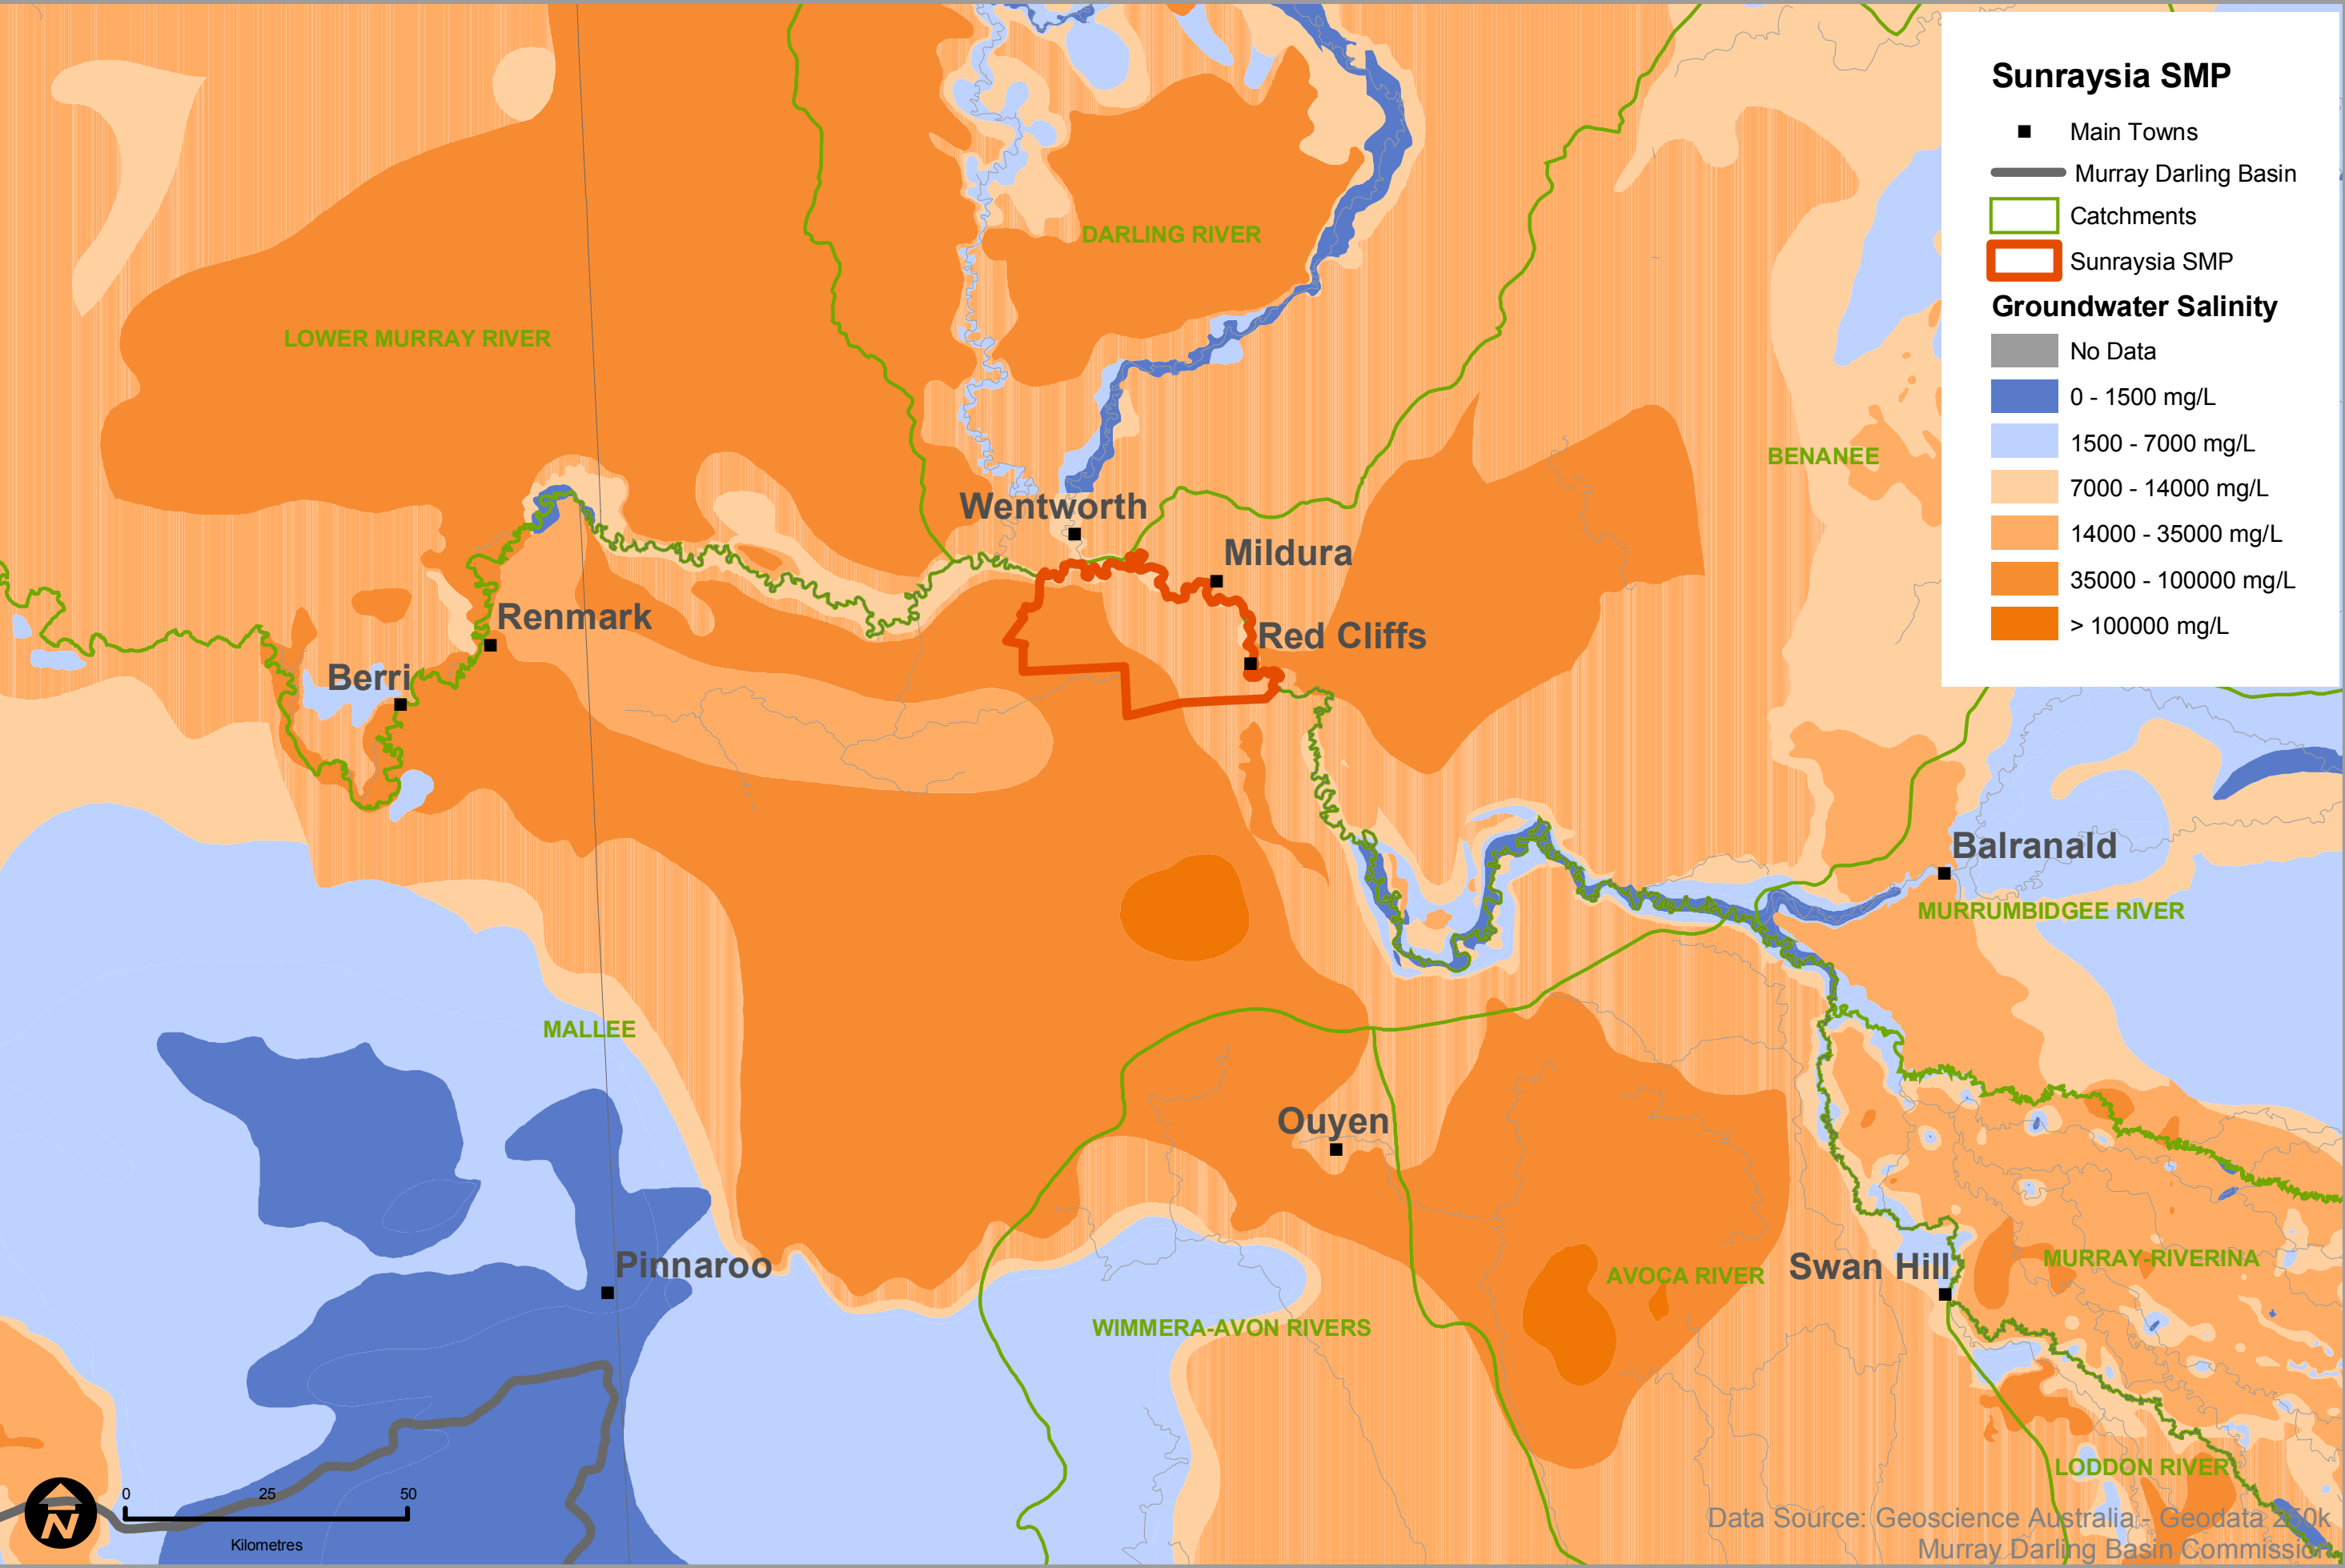 Sunraysia SMP
Main Towns
Murray Darling Basin
Catchments
Sunraysia SMP
Groundwater Salinity
No Data
0 - 1500 mg/L
1500 - 7000 mg/L
7000 - 14000 mg/L
14000 - 35000 mg/L
35000 - 100000 mg/L
> 100000 mg/L
DARLING RIVER
LOWER MURRAY RIVER
BENANEE
Wentworth
Mildura
Renmark
Red Cliffs
Berri
Balranald
MURRUMBIDGEE RIVER
MALLEE
Ouyen
Pinnaroo
Swan Hill
MURRAY-RIVERINA
AVOCA RIVER
WIMMERA-AVON RIVERS
LODDON RIVER
N
0 25 50
Kilometres
Data Source: Geoscience Australia - Geodata 250k
Murray Darling Basin Commission